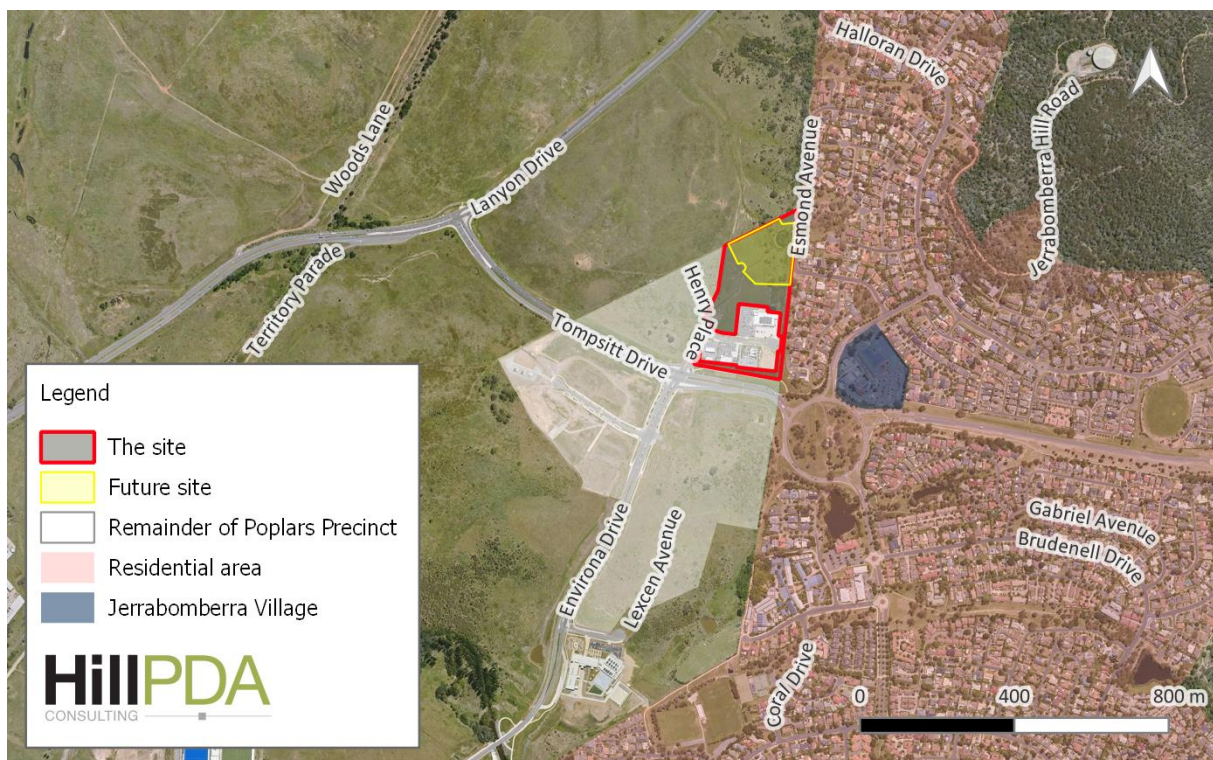 Halloran Drive
Jerrabomberra Hill Road
Woods Lane
Lanyon Drive
Esmond Avenue
Territory Parade
Henry Place
Tompsitt Drive
Legend
The site
Future site
Remainder of Poplars Precinct
Residential area
Jerrabomberra Village
HillPDA
CONSULTING
Environa Drive
Lexcen Avenue
Gabriel Avenue
Brudenell Drive
Coral Drive
0 400 800 m